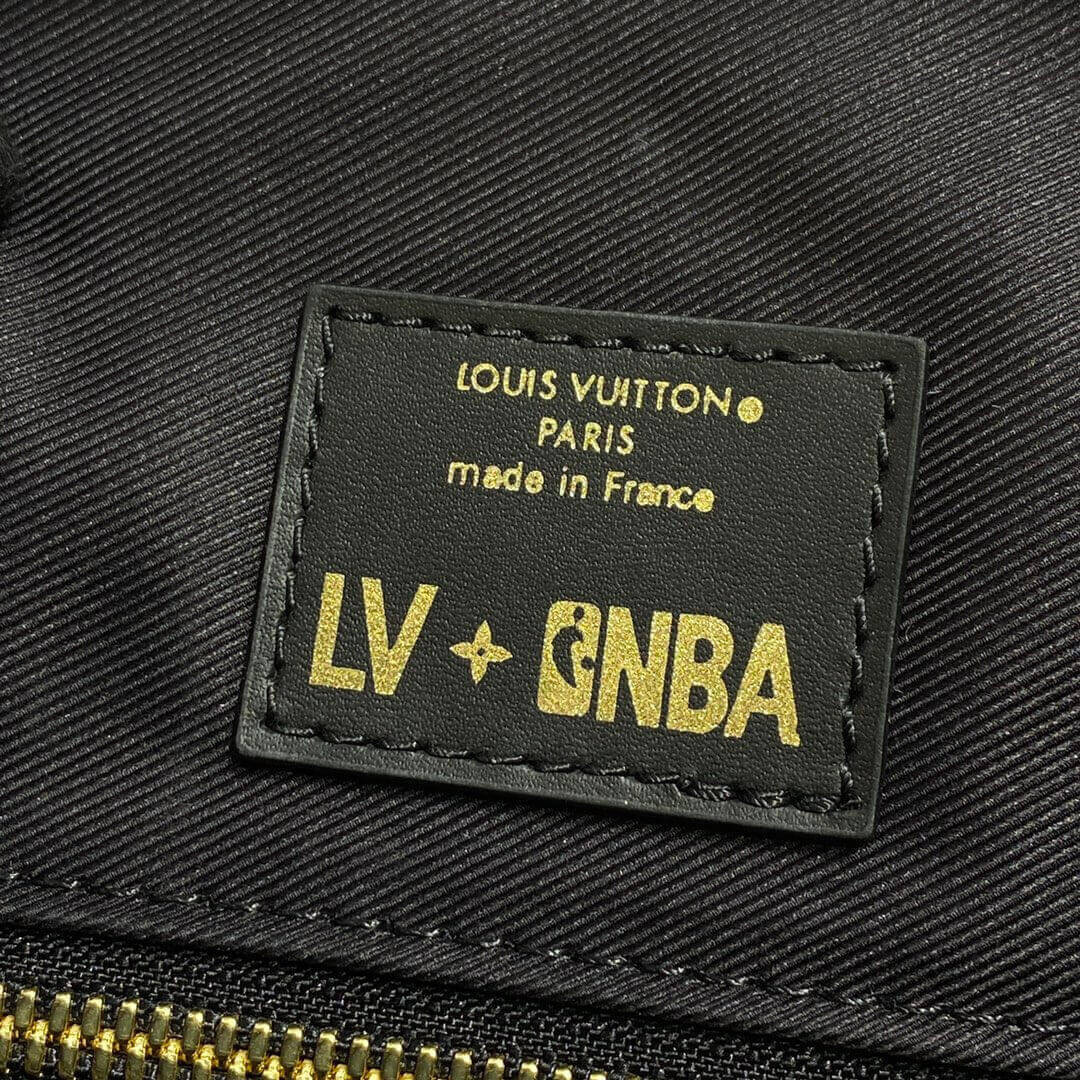 LOUIS VUITTON
PARIS
made in France
LV + NBA